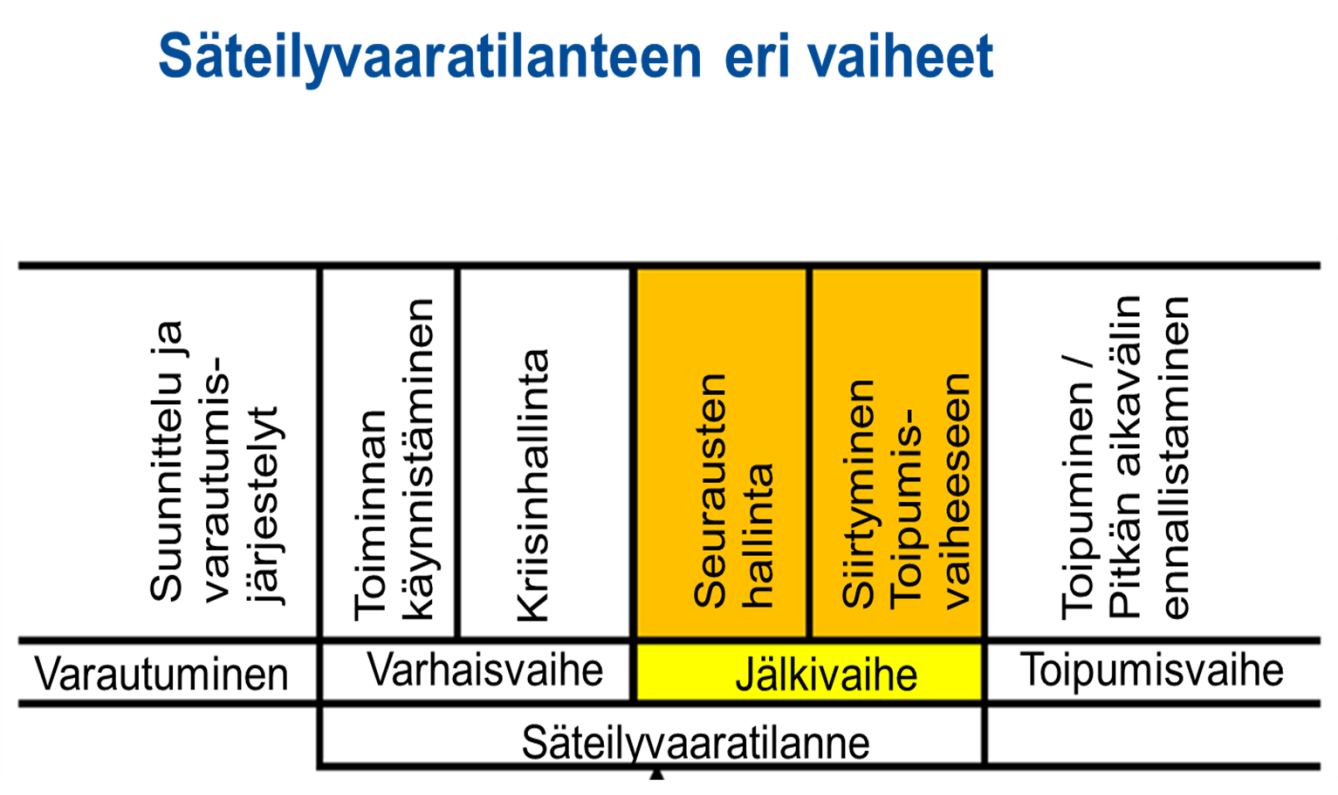 Säteilyvaaratilanteen eri vaiheet
Suunnittelu ja
varautumis-
järjestelyt
Toiminnan
käynnistäminen
Kriisinhallinta
Seurausten
hallinta
Siirtyminen
Toipumis-
vaiheeseen
Toipuminen /
Pitkän aikavälin
ennallistaminen
Varautuminen
Varhaisvaihe
Jälkivaihe
Toipumisvaihe
Säteilyvaaratilanne